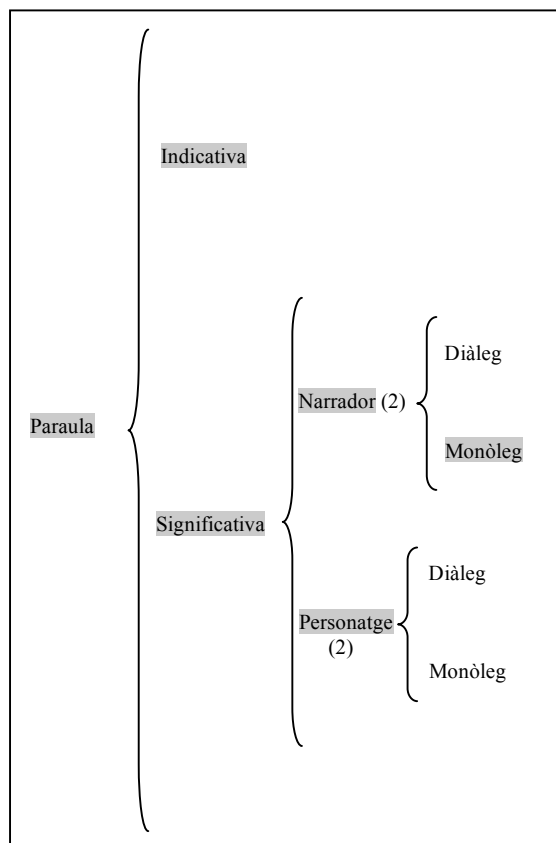 Indicativa
Diàleg
Narrador (2)
Paraula
Monòleg
Significativa
Diàleg
Personatge
(2)
Monòleg